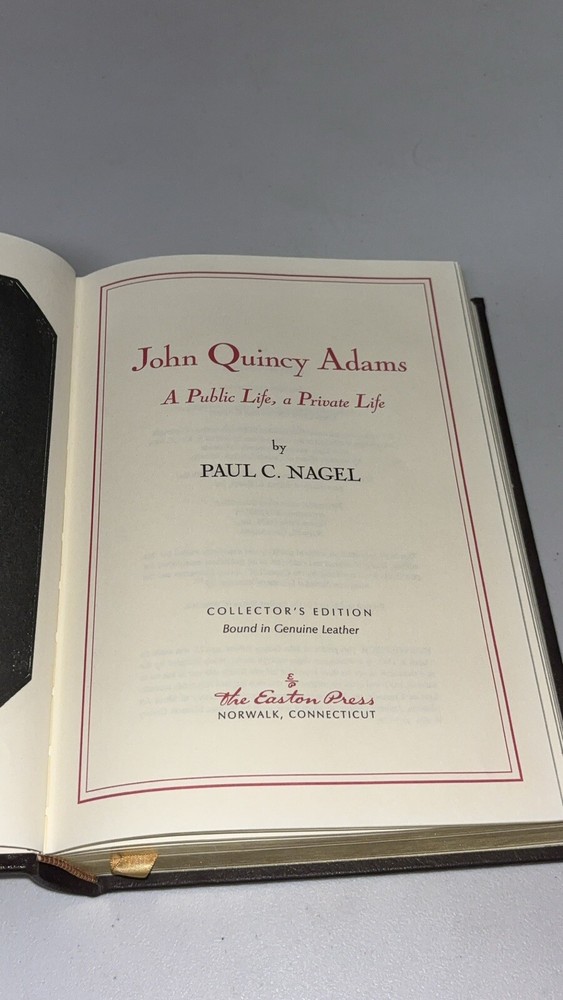 John Quincy Adams
A Public Life, a Private Life
by
PAUL C. NAGEL
COLLECTOR'S EDITION
Bound in Genuine Leather
The Easton Press
NORWALK, CONNECTICUT